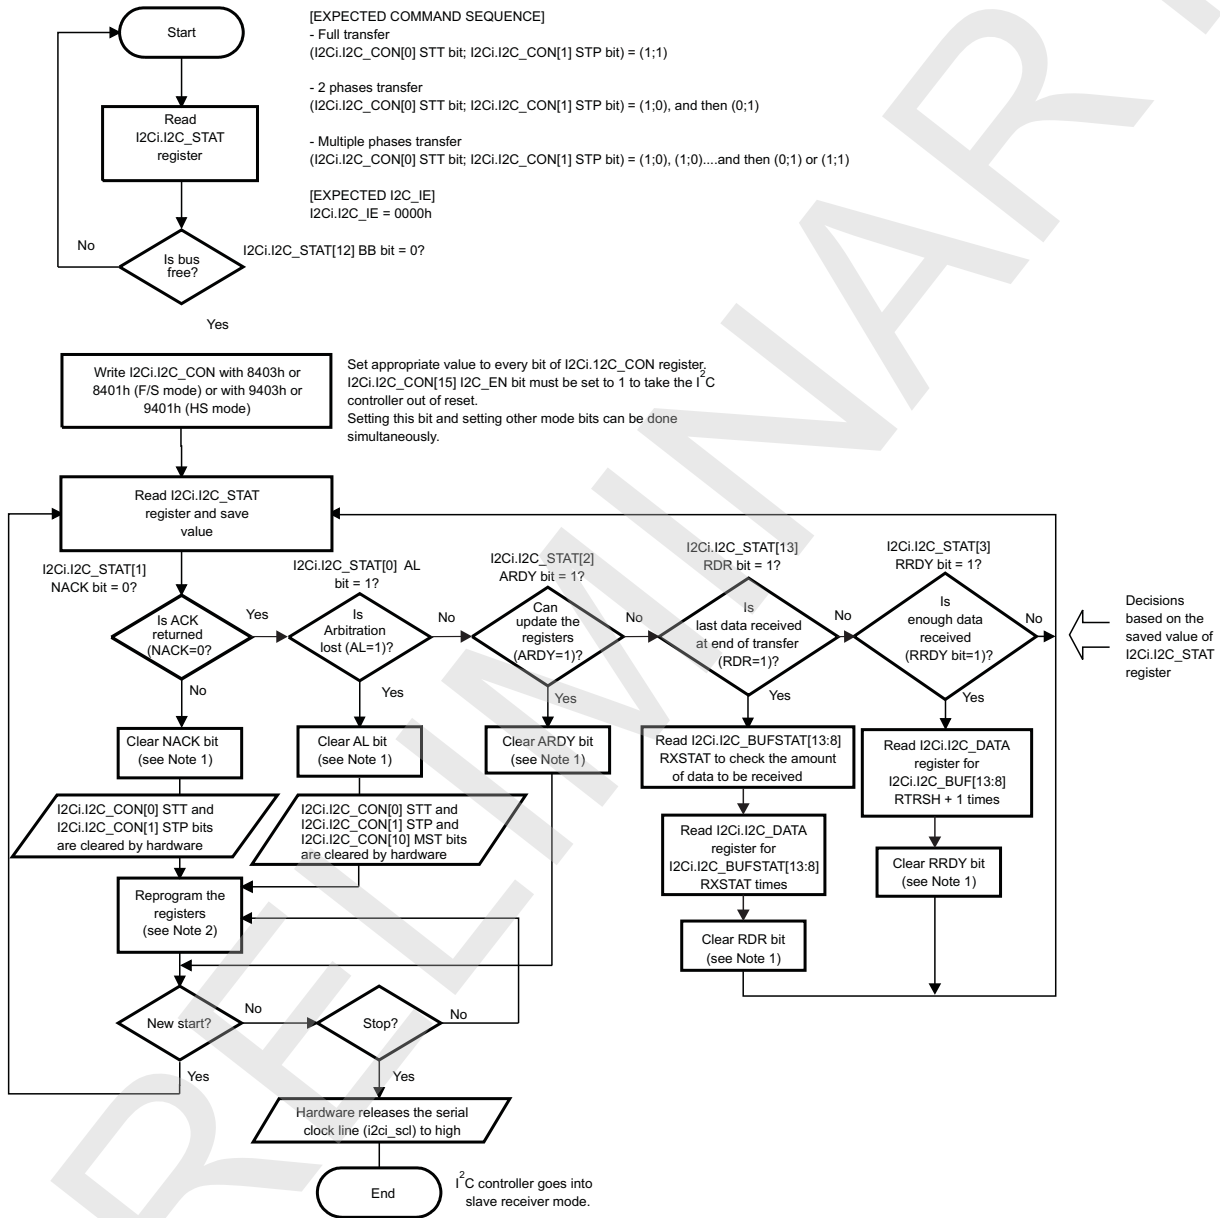 Start
[EXPECTED COMMAND SEQUENCE]
- Full transfer
(I2Ci.I2C_CON[0] STT bit; I2Ci.I2C_CON[1] STP bit) = (1;1)
- 2 phases transfer
(I2Ci.I2C_CON[0] STT bit; I2Ci.I2C_CON[1] STP bit) = (1;0), and then (0;1)
- Multiple phases transfer
(I2Ci.I2C_CON[0] STT bit; I2Ci.I2C_CON[1] STP bit) = (1;0), (1;0)....and then (0;1) or (1;1)
[EXPECTED I2C_IE]
I2Ci.I2C_IE = 0000h
Read
I2Ci.I2C_STAT
register
No
I2Ci.I2C_STAT[12] BB bit = 0?
Is bus
free?
Yes
Write I2Ci.I2C_CON with 8403h or
8401h (F/S mode) or with 9403h or
9401h (HS mode)
Set appropriate value to every bit of I2Ci.12C_CON register.
I2Ci.I2C_CON[15] I2C_EN bit must be set to 1 to take the I2C
controller out of reset.
Setting this bit and setting other mode bits can be done
simultaneously.
Read I2Ci.I2C_STAT
register and save
value
I2Ci.I2C_STAT[1]
NACK bit = 0?
Is ACK
returned
(NACK=0?
Yes
No
I2Ci.I2C_STAT[0] AL
bit = 1?
Is
Arbitration
lost (AL=1)?
No
Yes
I2Ci.I2C_STAT[2]
ARDY bit = 1?
Can
update the
registers
(ARDY=1)?
No
Yes
I2Ci.I2C_STAT[13]
RDR bit = 1?
Is
last data received
at end of transfer
(RDR=1)?
No
Yes
I2Ci.I2C_STAT[3]
RRDY bit = 1?
Is
enough data
received
(RRDY bit=1)?
No
Yes
Decisions
based on the
saved value of
I2Ci.I2C_STAT
register
Clear NACK bit
(see Note 1)
Clear AL bit
(see Note 1)
Clear ARDY bit
(see Note 1)
Read I2Ci.I2C_BUFSTAT[13:8]
RXSTAT to check the amount
of data to be received
Read I2Ci.I2C_DATA
register for
I2Ci.I2C_BUF[13:8]
RTRSH + 1 times
I2Ci.I2C_CON[0] STT and
I2Ci.I2C_CON[1] STP bits
are cleared by hardware
I2Ci.I2C_CON[0] STT and
I2Ci.I2C_CON[1] STP and
I2Ci.I2C_CON[10] MST bits
are cleared by hardware
Read I2Ci.I2C_DATA
register for
I2Ci.I2C_BUFSTAT[13:8]
RXSTAT times
Clear RRDY bit
(see Note 1)
Reprogram the
registers
(see Note 2)
Clear RDR bit
(see Note 1)
New start?
No
Yes
Stop?
No
Yes
Hardware releases the serial
clock line (i2ci_scl) to high
End
I2C controller goes into
slave receiver mode.
RELIMINAR